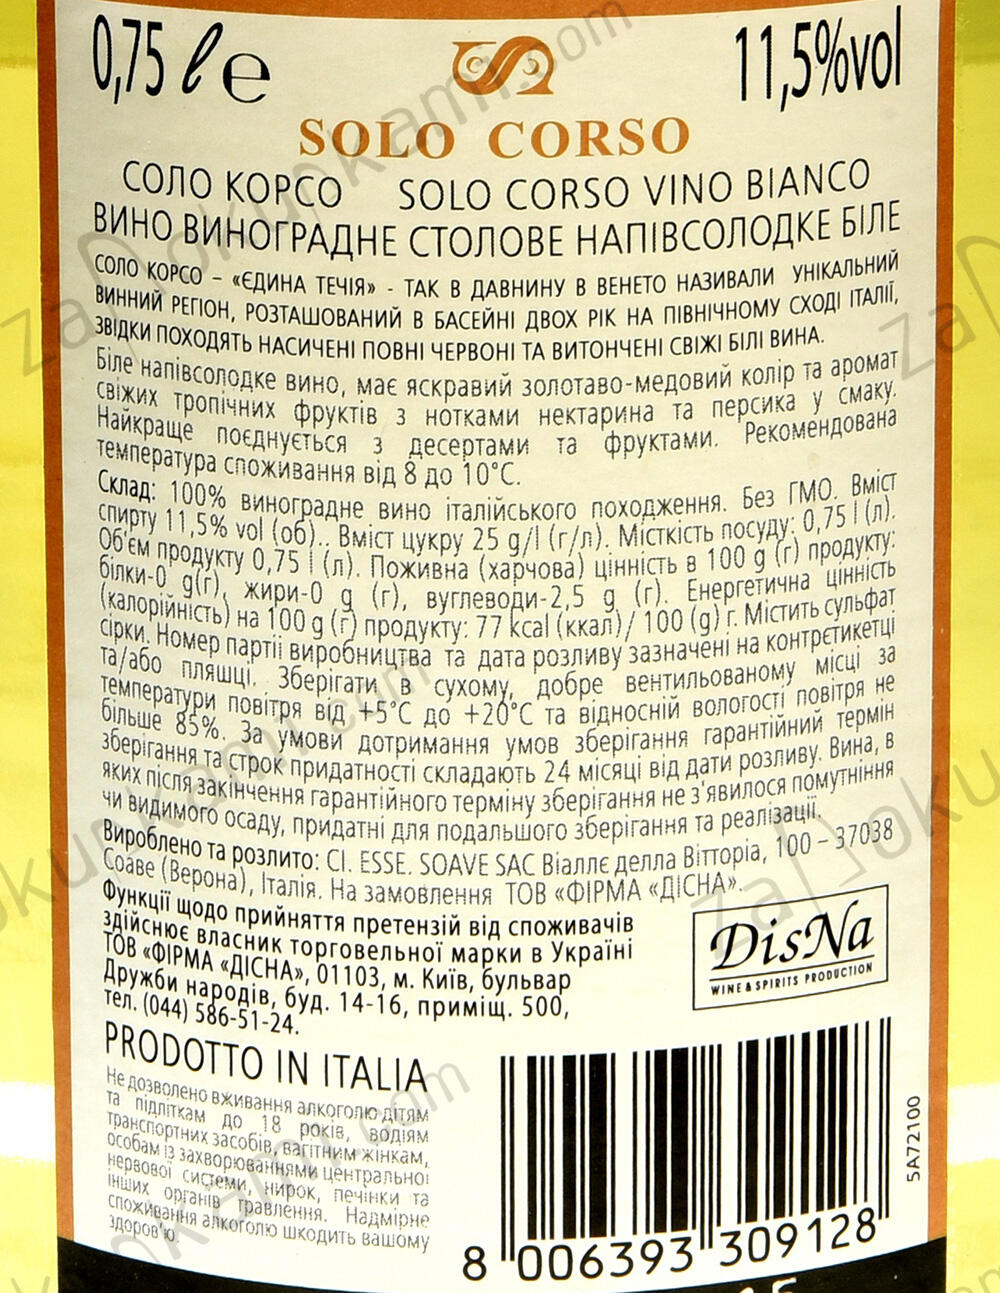 0,75 ℓ e
11,5%vol
SOLO CORSO
СОЛО КОРСО SOLO CORSO VINO BIANCO
ВИНО ВИНОГРАДНЕ СТОЛОВЕ НАПІВСОЛОДКЕ БІЛЕ
СОЛО КОРСО – «ЄДИНА ТЕЧІЯ» - ТАК В ДАВНИНУ В ВЕНЕТО НАЗИВАЛИ УНІКАЛЬНИЙ
ВИННИЙ РЕГІОН, РОЗТАШОВАНИЙ В БАСЕЙНІ ДВОХ РІК НА ПІВНІЧНОМУ СХОДІ ІТАЛІЇ,
ЗВІДКИ ПОХОДЯТЬ НАСИЧЕНІ ПОВНІ ЧЕРВОНІ ТА ВИТОНЧЕНІ СВІЖІ БІЛІ ВИНА.
Біле напівсолодке вино, має яскравий золотаво-медовий колір та аромат
свіжих тропічних фруктів з нотками нектарина та персика у смаку.
Найкраще поєднується з десертами та фруктами. Рекомендована
температура споживання від 8 до 10°С.
Склад: 100% виноградне вино італійського походження. Без ГМО. Вміст
спирту 11,5% vol (об).. Вміст цукру 25 g/l (г/л). Місткість посуду: 0,75 l (л).
Об'єм продукту 0,75 l (л). Поживна (харчова) цінність в 100 g (г) продукту:
білки-0 g(г), жири-0 g (г), вуглеводи-2,5 g (г). Енергетична цінність
(калорійність) на 100 g (г) продукту: 77 kcal (ккал)/ 100 (g) г. Містить сульфат
сірки. Номер партії виробництва та дата розливу зазначені на контретикетці
та/або пляшці. Зберігати в сухому, добре вентильованому місці за
температури повітря від +5°С до +20°С та відносній вологості повітря не
більше 85%. За умови дотримання умов зберігання гарантійний термін
зберігання та строк придатності складають 24 місяці від дати розливу. Вина, в
яких після закінчення гарантійного терміну зберігання не з'явилося помутніння
чи видимого осаду, придатні для подальшого зберігання та реалізації.
Вироблено та розлито: CI. ESSE. SOAVE SAC Віаллє делла Вітторія, 100 – 37038
Соаве (Верона), Італія. На замовлення ТОВ «ФІРМА «ДІСНА».
Функції щодо прийняття претензій від споживачів
здійснює власник торговельної марки в Україні
ТОВ «ФІРМА «ДІСНА», 01103, м. Київ, бульвар
Дружби народів, буд. 14-16, приміщ. 500,
тел. (044) 586-51-24.
DisNa
WINE & SPIRITS PRODUCTION
PRODOTTO IN ITALIA
Не дозволено вживання алкоголю дітям
та підліткам до 18 років, водіям
транспортних засобів, вагітним жінкам,
особам із захворюваннями центральної
нервової системи, нирок, печінки та
інших органів травлення. Надмірне
споживання алкоголю шкодить вашому
здоров'ю.
5A72100
8 006393 309128